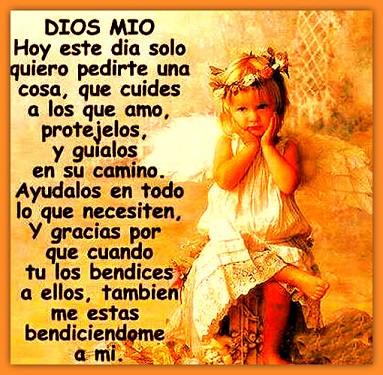 DIOS MIO
Hoy este dia solo
quiero pedirte una
cosa, que cuides
a los que amo,
protejelos,
y guialos
en su camino.
Ayudalos en todo
lo que necesiten,
Y gracias por
que cuando
tu los bendices
a ellos, tambien
me estas
bendiciendome
a mi.